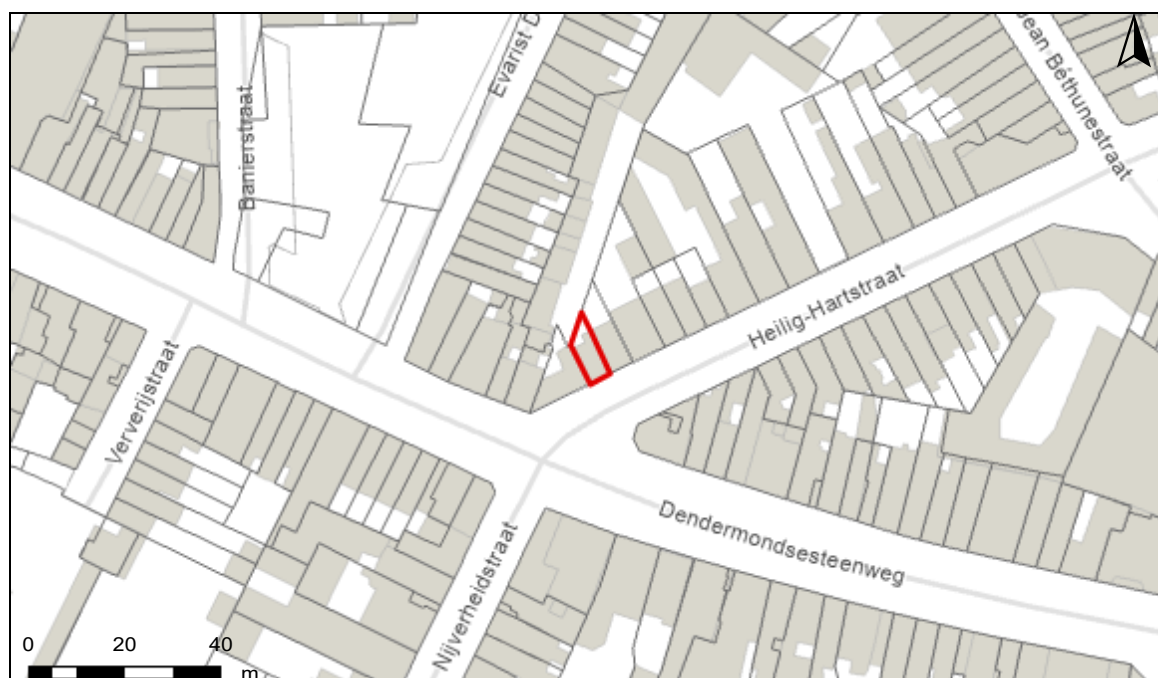 Banierstraat
Evarist D
Jean Béthunestraat
Heilig-Hartstraat
Ververijstraat
Dendermondsesteenweg
Nijverheidstraat
0 20 40
m